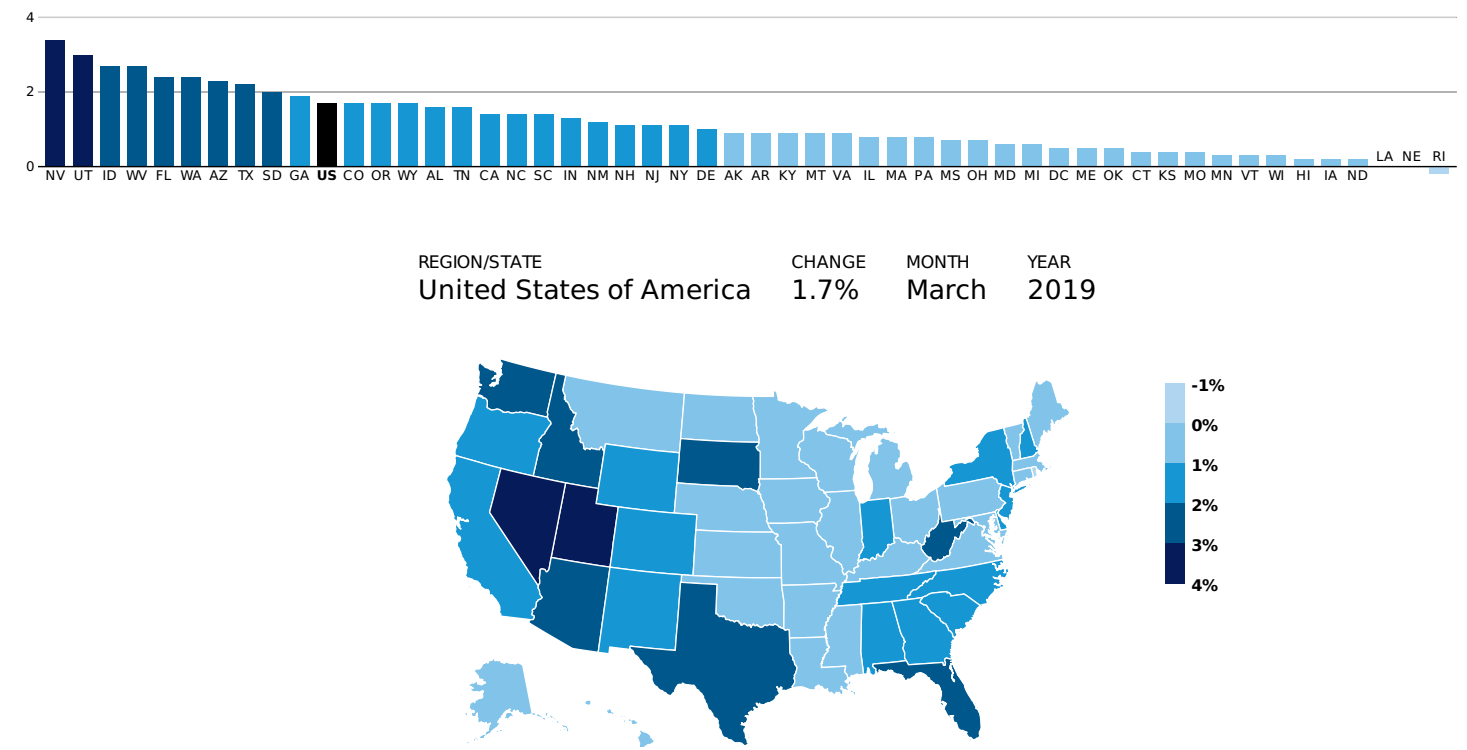 4
2
0
LA NE RI
NV UT ID WV FL WA AZ TX SD GA US CO OR WY AL TN CA NC SC IN NM NH NJ NY DE AK AR KY MT VA IL MA PA MS OH MD MI DC ME OK CT KS MO MN VT WI HI IA ND
REGION/STATE CHANGE MONTH YEAR
United States of America 1.7% March 2019
-1%
0%
1%
2%
3%
4%